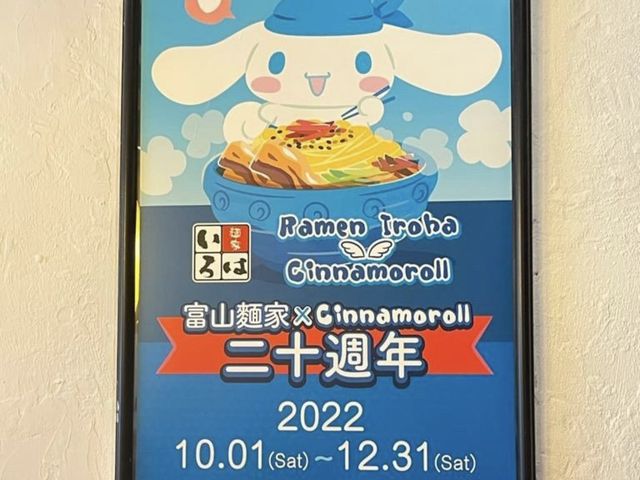 麺家
いろは
Ramen Iroha
Cinnamoroll
富山麵家×Cinnamoroll
二十週年
2022
10.01(Sat)~12.31(Sat)